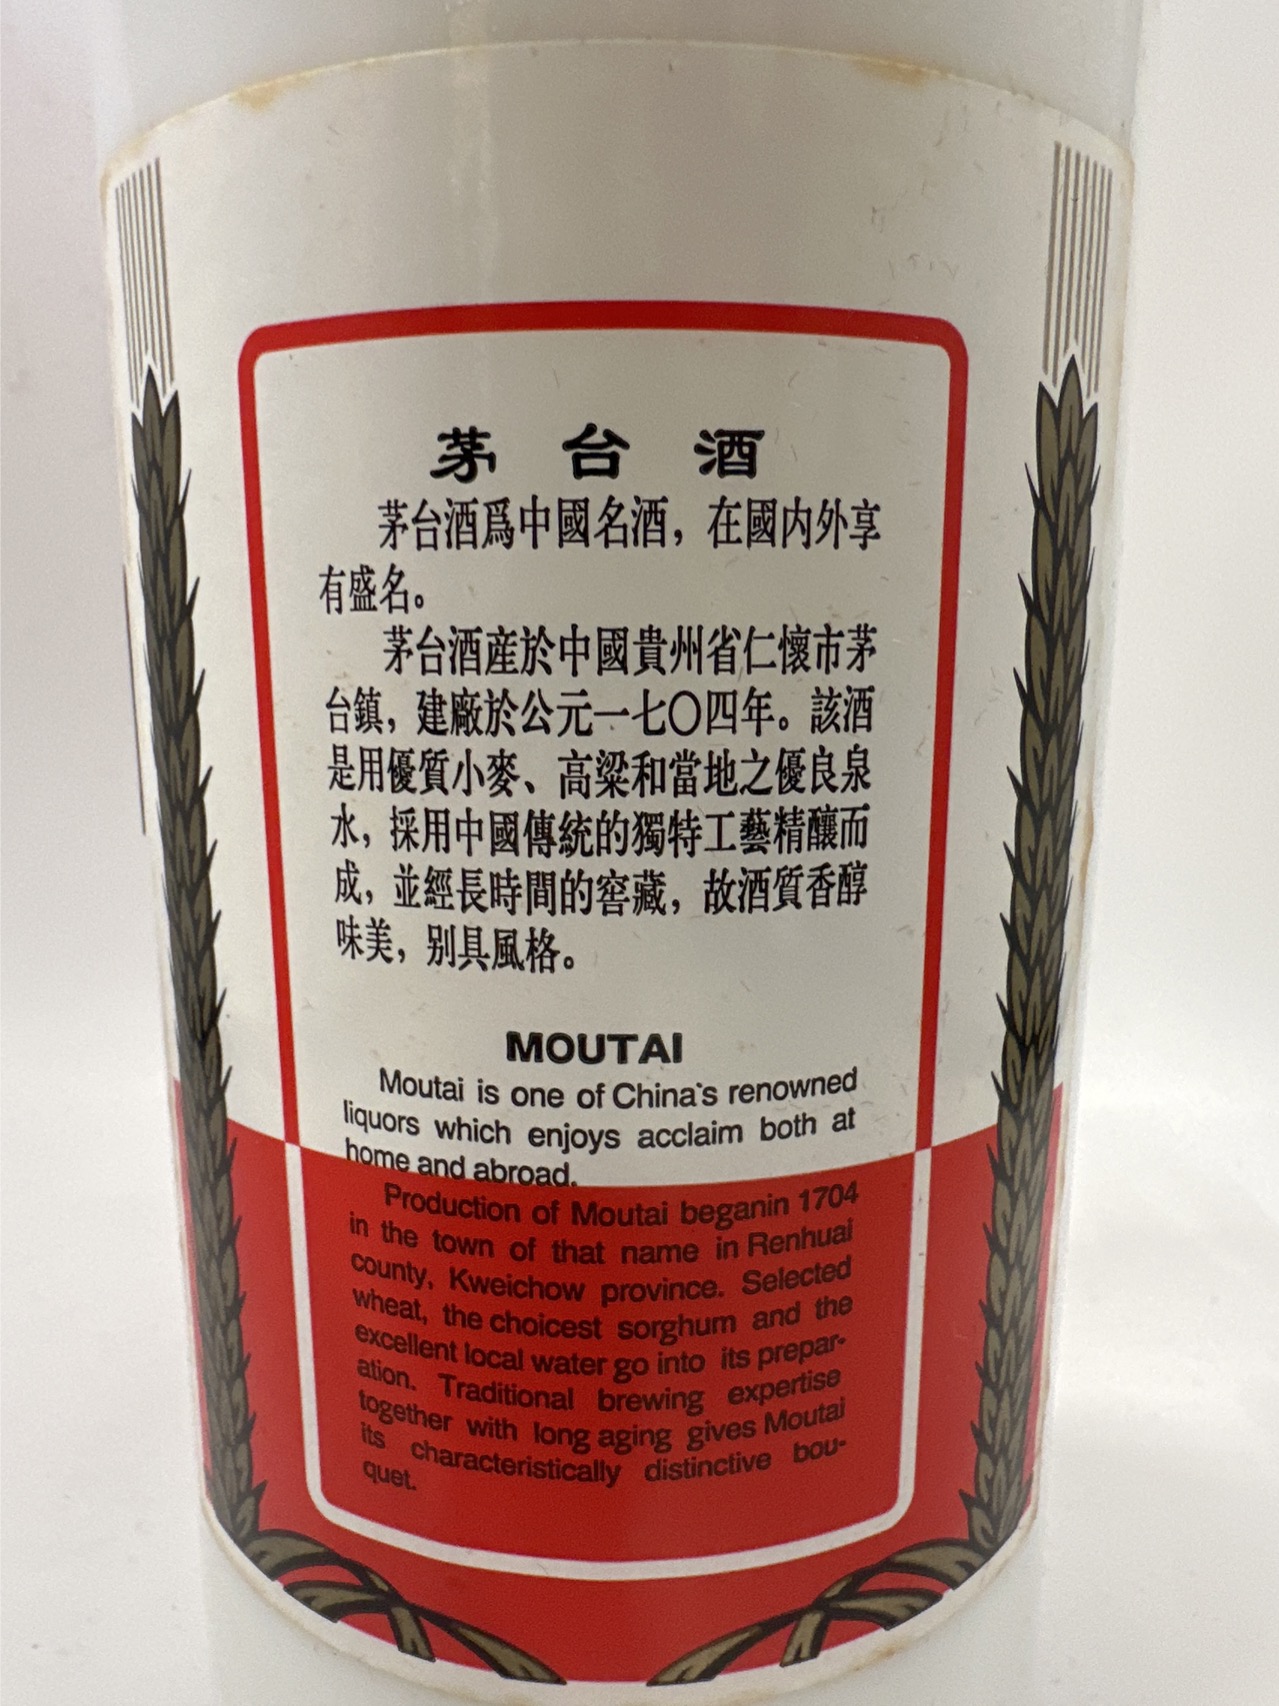 茅台酒
茅台酒爲中國名酒，在國内外享
有盛名。
茅台酒産於中國貴州省仁懷市茅
台鎮，建廠於公元一七〇四年。該酒
是用優質小麥、高粱和當地之優良泉
水，採用中國傳統的獨特工藝精釀而
成，並經長時間的窖藏，故酒質香醇
味美，别具風格。
MOUTAI
Moutai is one of China`s renowned
liquors which enjoys acclaim both at
home and abroad.
Production of Moutai beganin 1704
in the town of that name in Renhuai
county, Kweichow province. Selected
wheat, the choicest sorghum and the
excellent local water go into its prepar-
ation. Traditional brewing expertise
together with long aging gives Moutai
its characteristically distinctive bou-
quet.